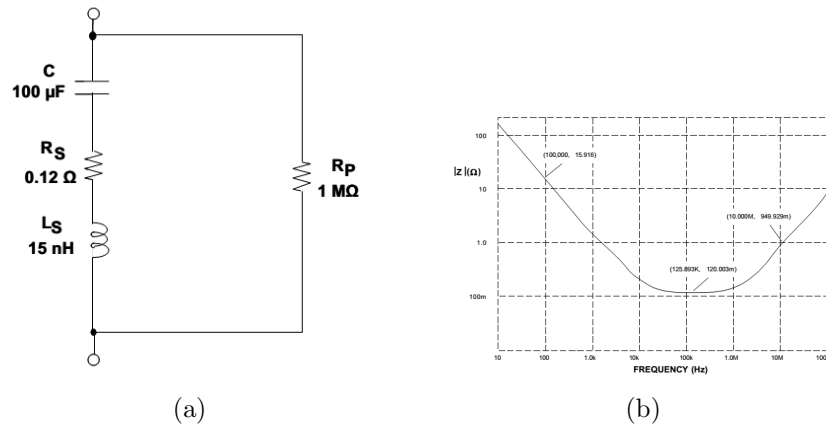 C
100 µF
RS
0.12 Ω
LS
15 nH
RP
1 MΩ
(a)
|Z|(Ω)
100
10
1.0
100m
(100,000, 15.916)
(10.000M, 949.929m)
(125.893K, 120.003m)
10 100 1.0k 10k 100k 1.0M 10M 100
FREQUENCY (Hz)
(b)